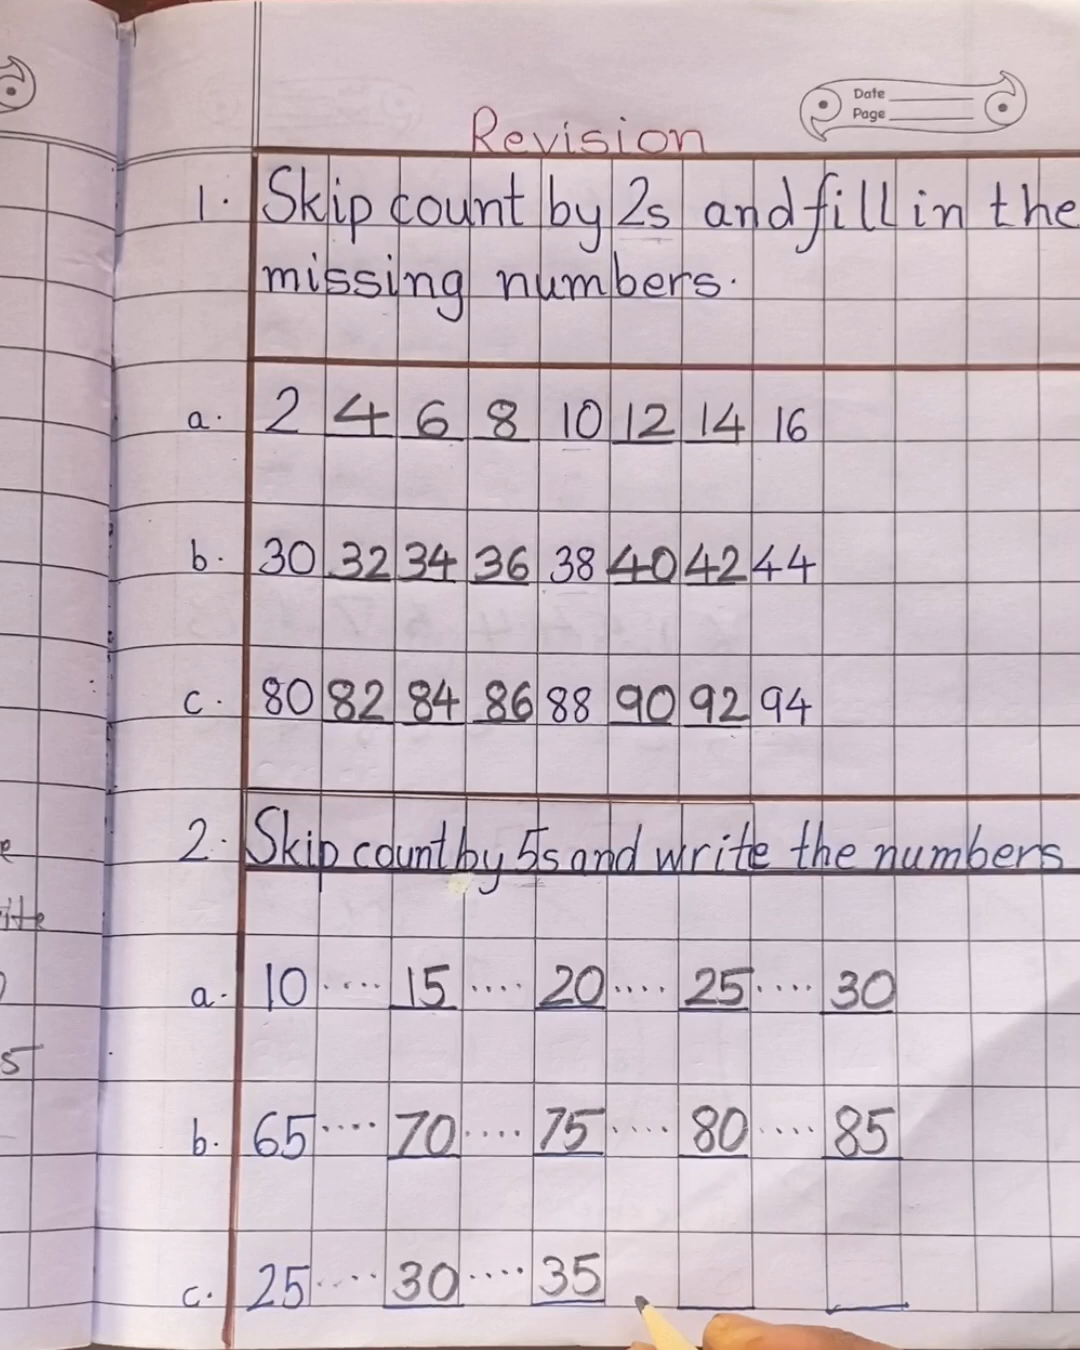 Date
Page
Revision
1. Skip count by 2s and fill in the
missing numbers.
a. 2 4 6 8 10 12 14 16
b. 30 32 34 36 38 40 42 44
c. 80 82 84 86 88 90 92 94
2. Skip count by 5s and write the numbers
a. 10 .... 15 .... 20 .... 25 .... 30
b. 65 .... 70 .... 75 .... 80 .... 85
c. 25 .... 30 .... 35
5